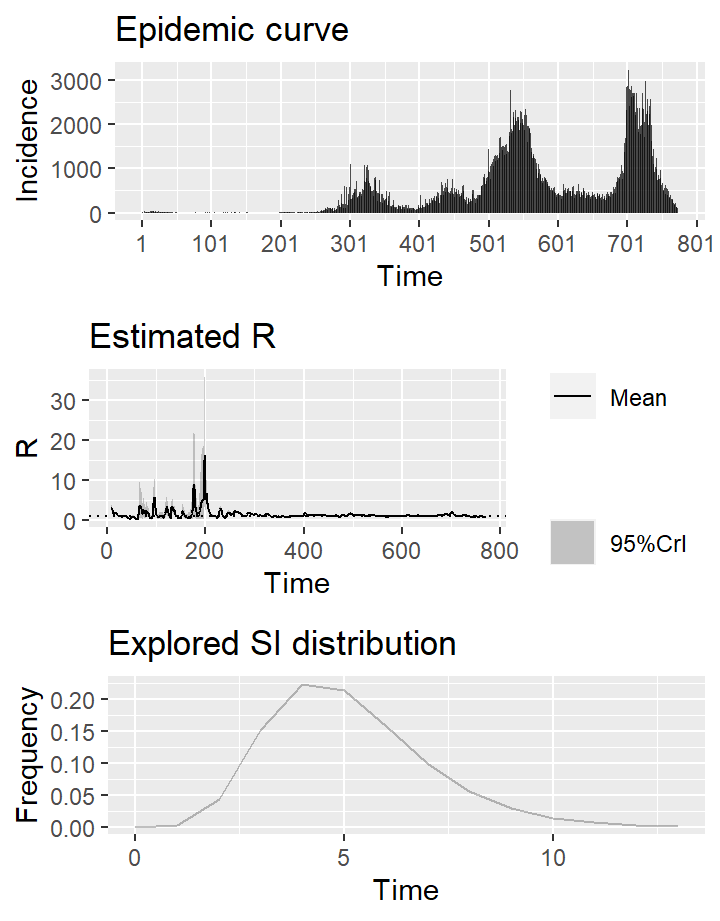 Epidemic curve
3000
2000
1000
0
Incidence
1 101 201 301 401 501 601 701 801
Time
Estimated R
30
20
10
0
R
0 200 400 600 800
Time
Mean
95%CrI
Explored SI distribution
0.20
0.15
0.10
0.05
0.00
Frequency
0 5 10
Time